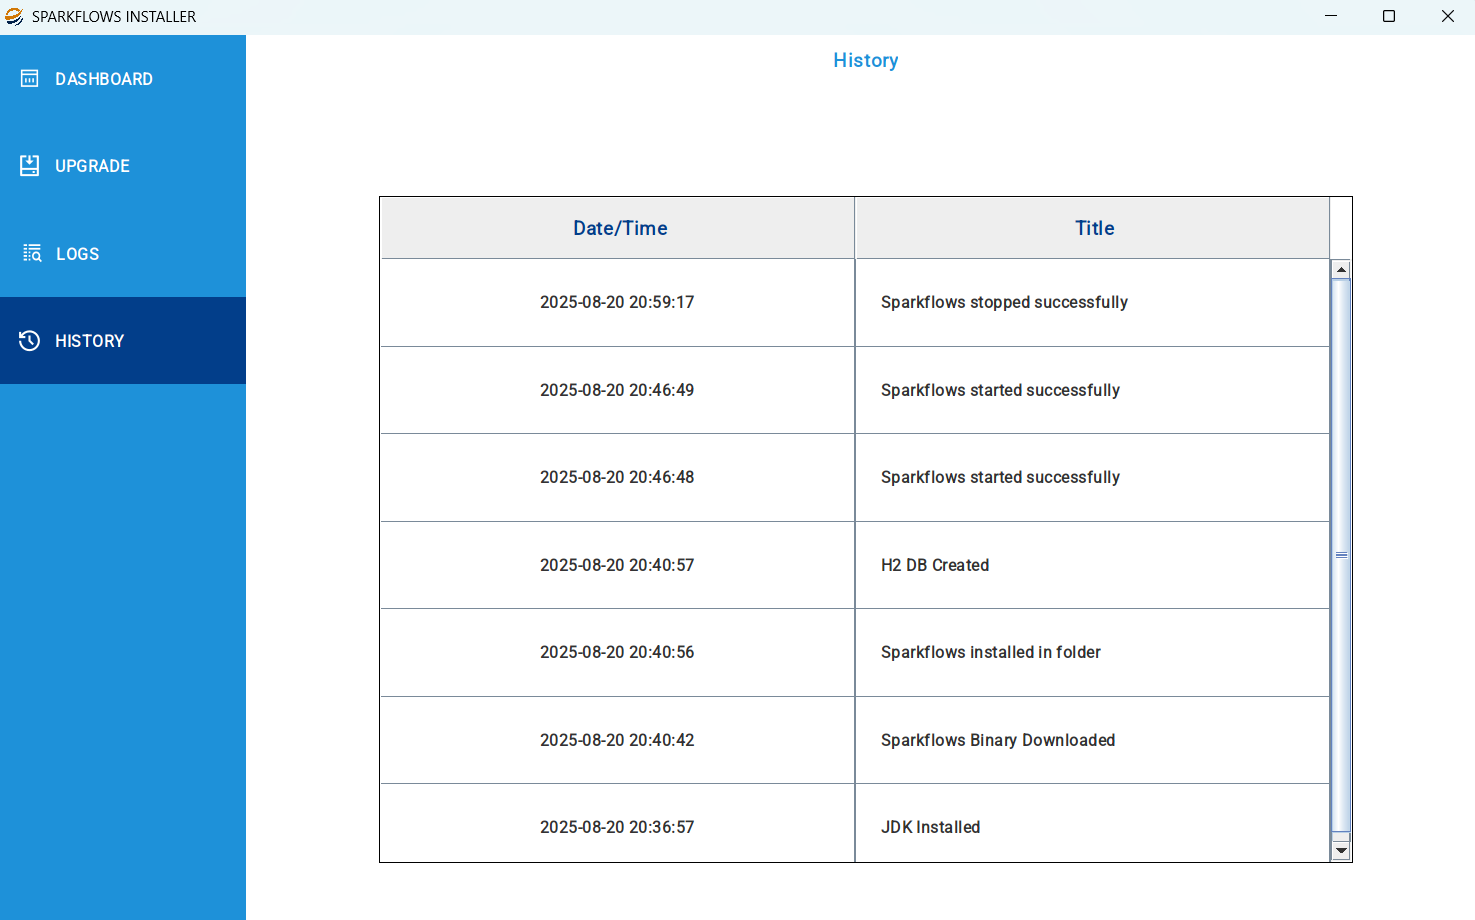 SPARKFLOWS INSTALLER
DASHBOARD
UPGRADE
LOGS
HISTORY
History
Date/Time Title
2025-08-20 20:59:17 Sparkflows stopped successfully
2025-08-20 20:46:49 Sparkflows started successfully
2025-08-20 20:46:48 Sparkflows started successfully
2025-08-20 20:40:57 H2 DB Created
2025-08-20 20:40:56 Sparkflows installed in folder
2025-08-20 20:40:42 Sparkflows Binary Downloaded
2025-08-20 20:36:57 JDK Installed